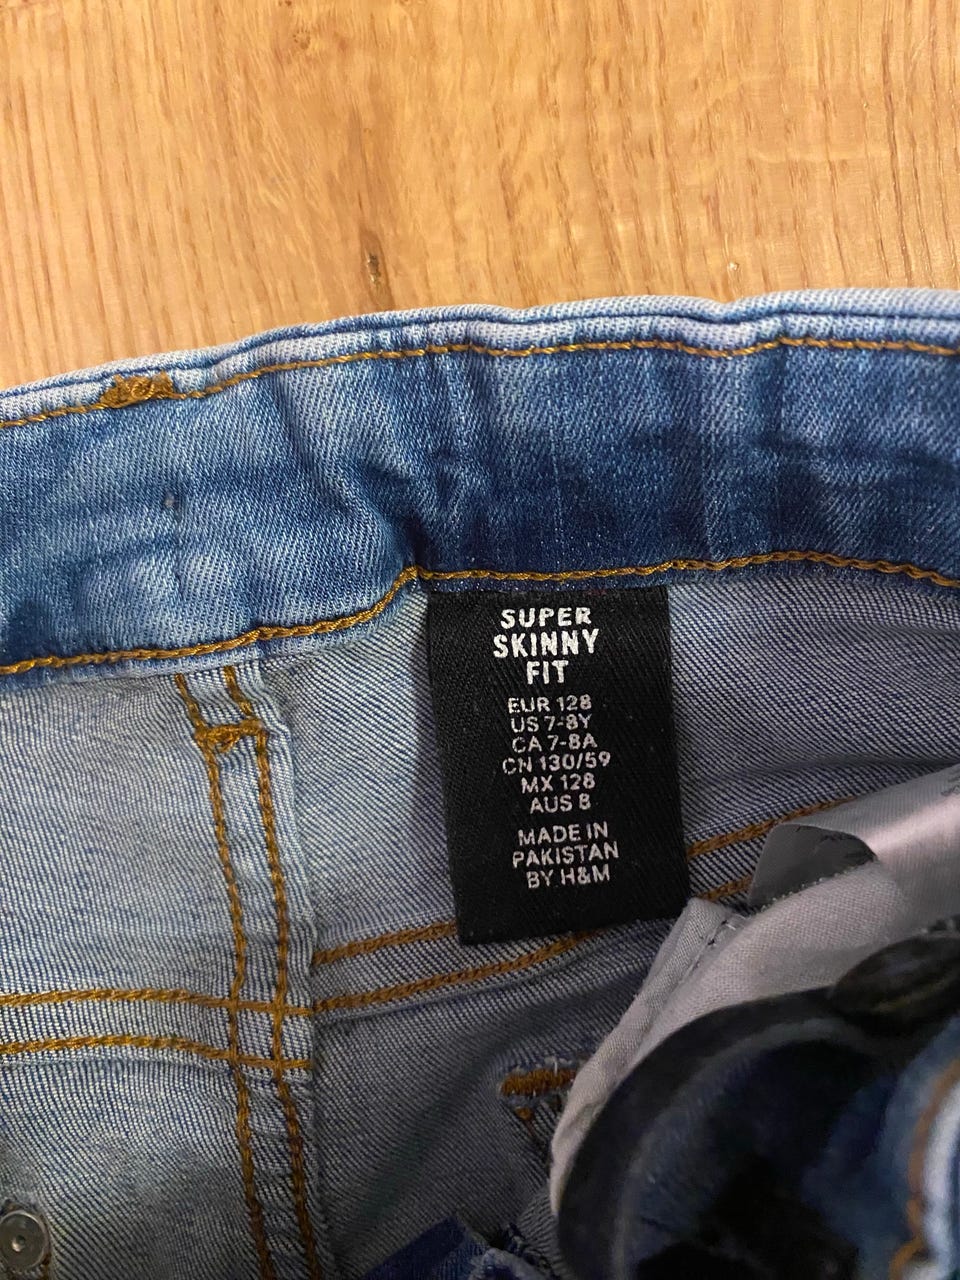 SUPER
SKINNY
FIT
EUR 128
US 7-8Y
CA 7-8A
CN 130/59
MX 128
AUS 8
MADE IN
PAKISTAN
BY H&M